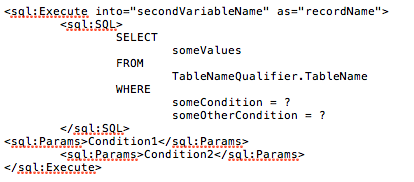 <sql:Execute into="secondVariableName" as="recordName">
<sql:SQL>
SELECT
someValues
FROM
TableNameQualifier.TableName
WHERE
someCondition = ?
someOtherCondition = ?
</sql:SQL>
<sql:Params>Condition1</sql:Params>
<sql:Params>Condition2</sql:Params>
</sql:Execute>